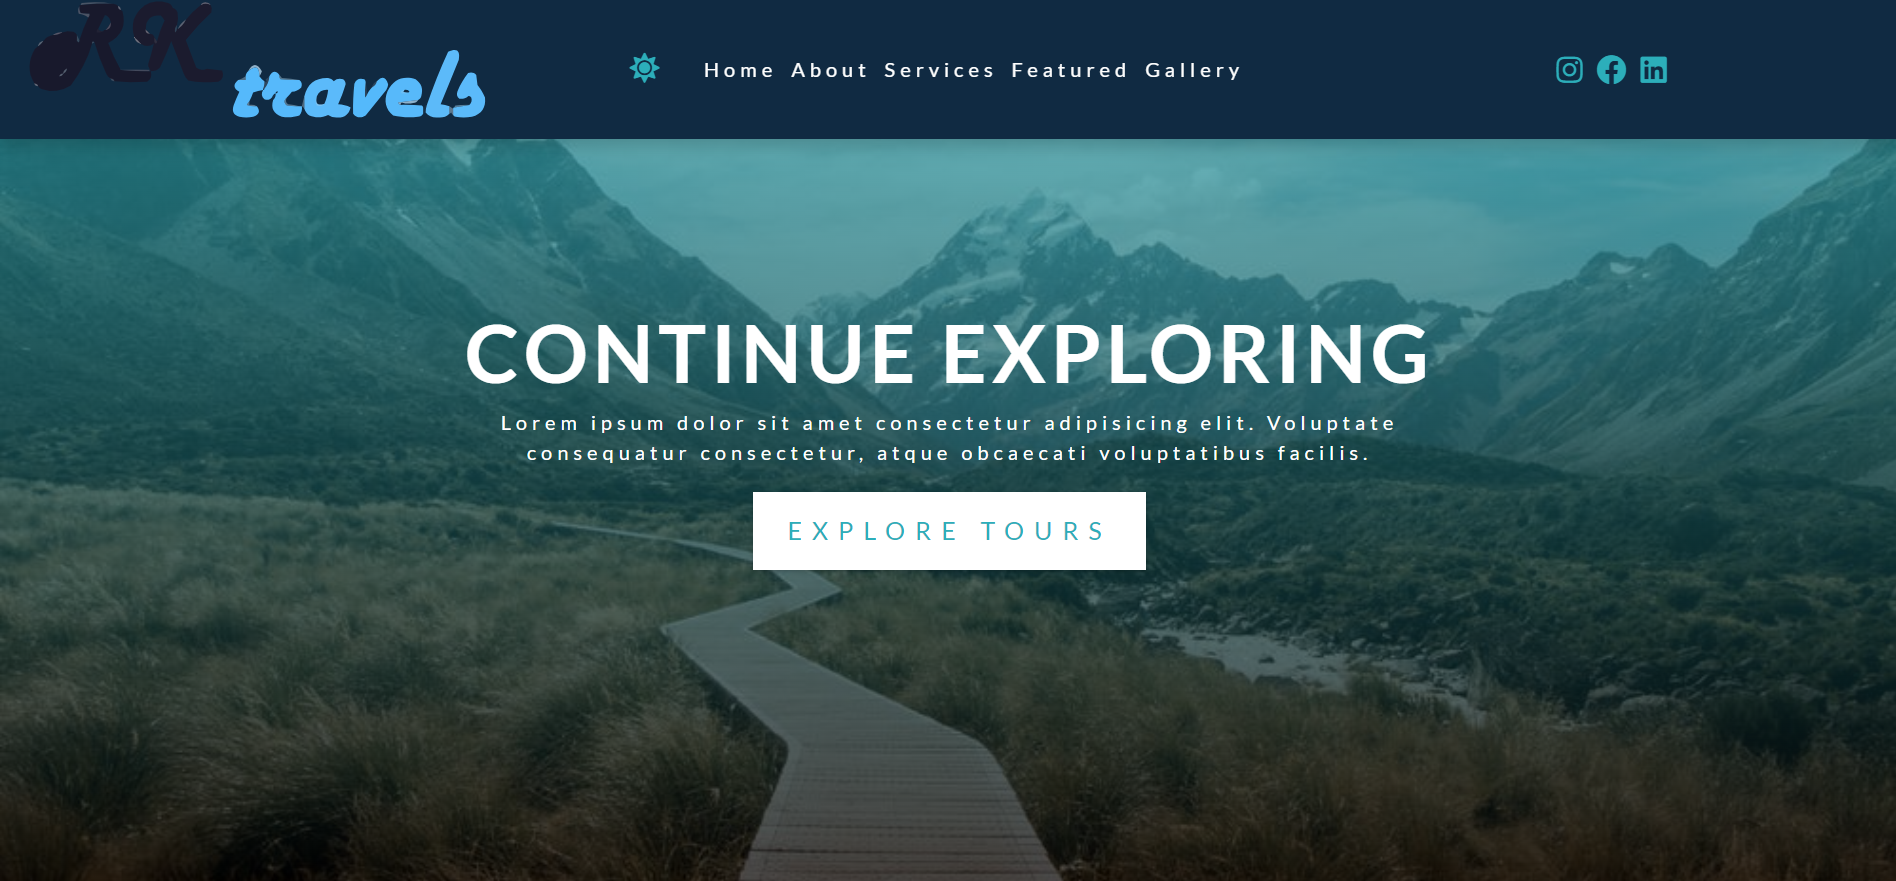 RK
travels
Home About Services Featured Gallery
CONTINUE EXPLORING
Lorem ipsum dolor sit amet consectetur adipisicing elit. Voluptate
consequatur consectetur, atque obcaecati voluptatibus facilis.
EXPLORE TOURS